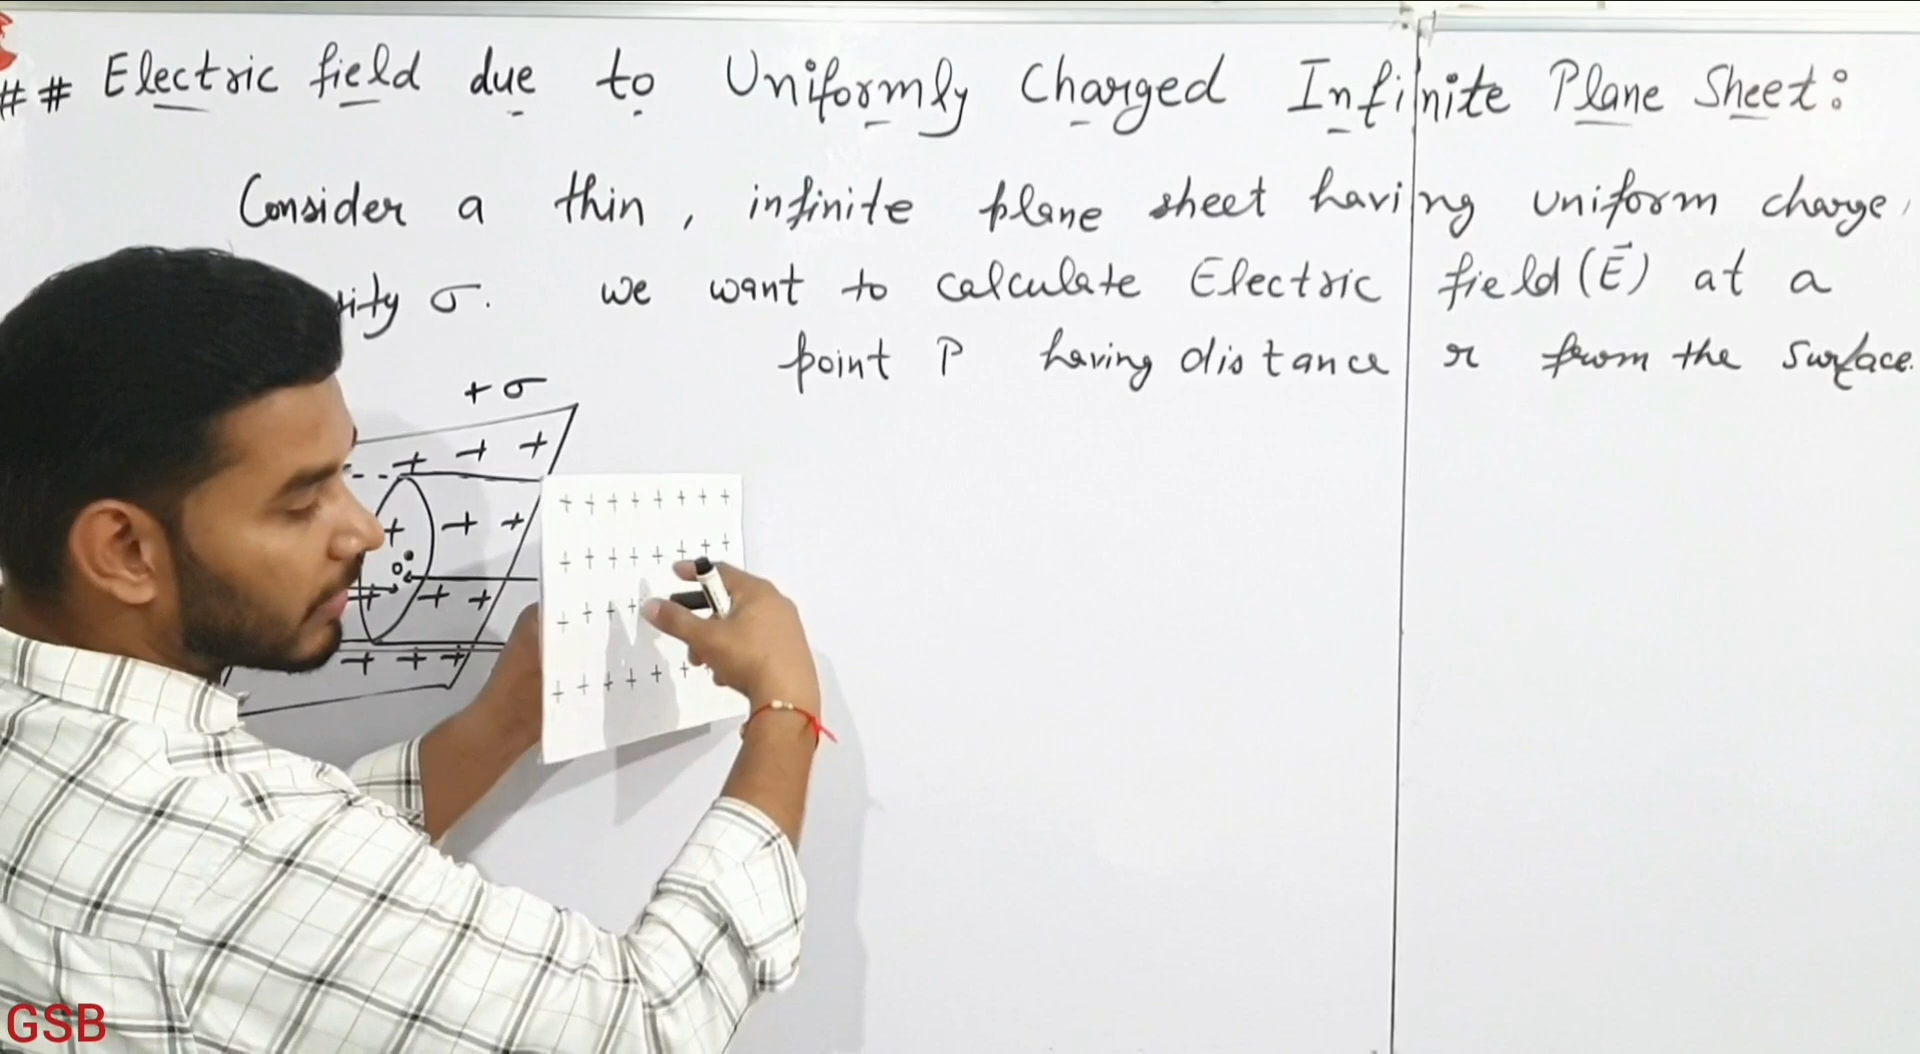 ## Electric field due to Uniformly Charged Infinite Plane Sheet:
Consider a thin, infinite plane sheet having uniform charge
sity σ. we want to calculate Electric field (E⃗) at a
point P having distance r from the surface.
+ σ
+ + +
+ + +
+ + +
+ + +
+ + + + + + + +
+ + + + + + + +
+ + + +
+ + + + + +
GSB